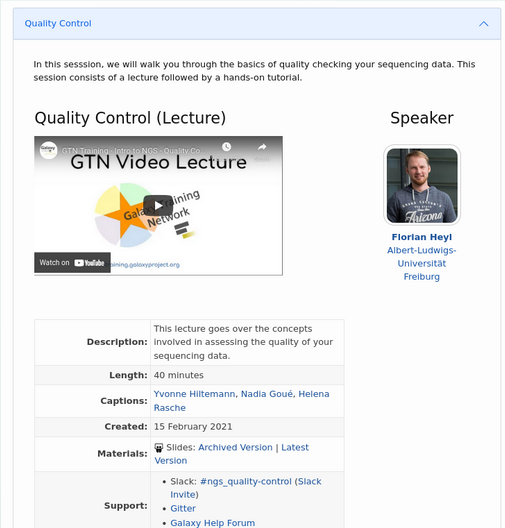 Quality Control
In this sesssion, we will walk you through the basics of quality checking your sequencing data. This
session consists of a lecture followed by a hands-on tutorial.
Quality Control (Lecture)
GTN Training - Intro to NGS - Quality Co
GTN Video Lecture
Galaxy Training
Network
Watch on YouTube
aining.galaxyproject.org
Speaker
Arizona
Florian Heyl
Albert-Ludwigs-
Universität
Freiburg
Description: This lecture goes over the concepts
involved in assessing the quality of your
sequencing data.
Length: 40 minutes
Captions: Yvonne Hiltemann, Nadia Goué, Helena
Rasche
Created: 15 February 2021
Materials: Slides: Archived Version | Latest
Version
Support: • Slack: #ngs_quality-control (Slack
Invite)
• Gitter
• Galaxy Help Forum